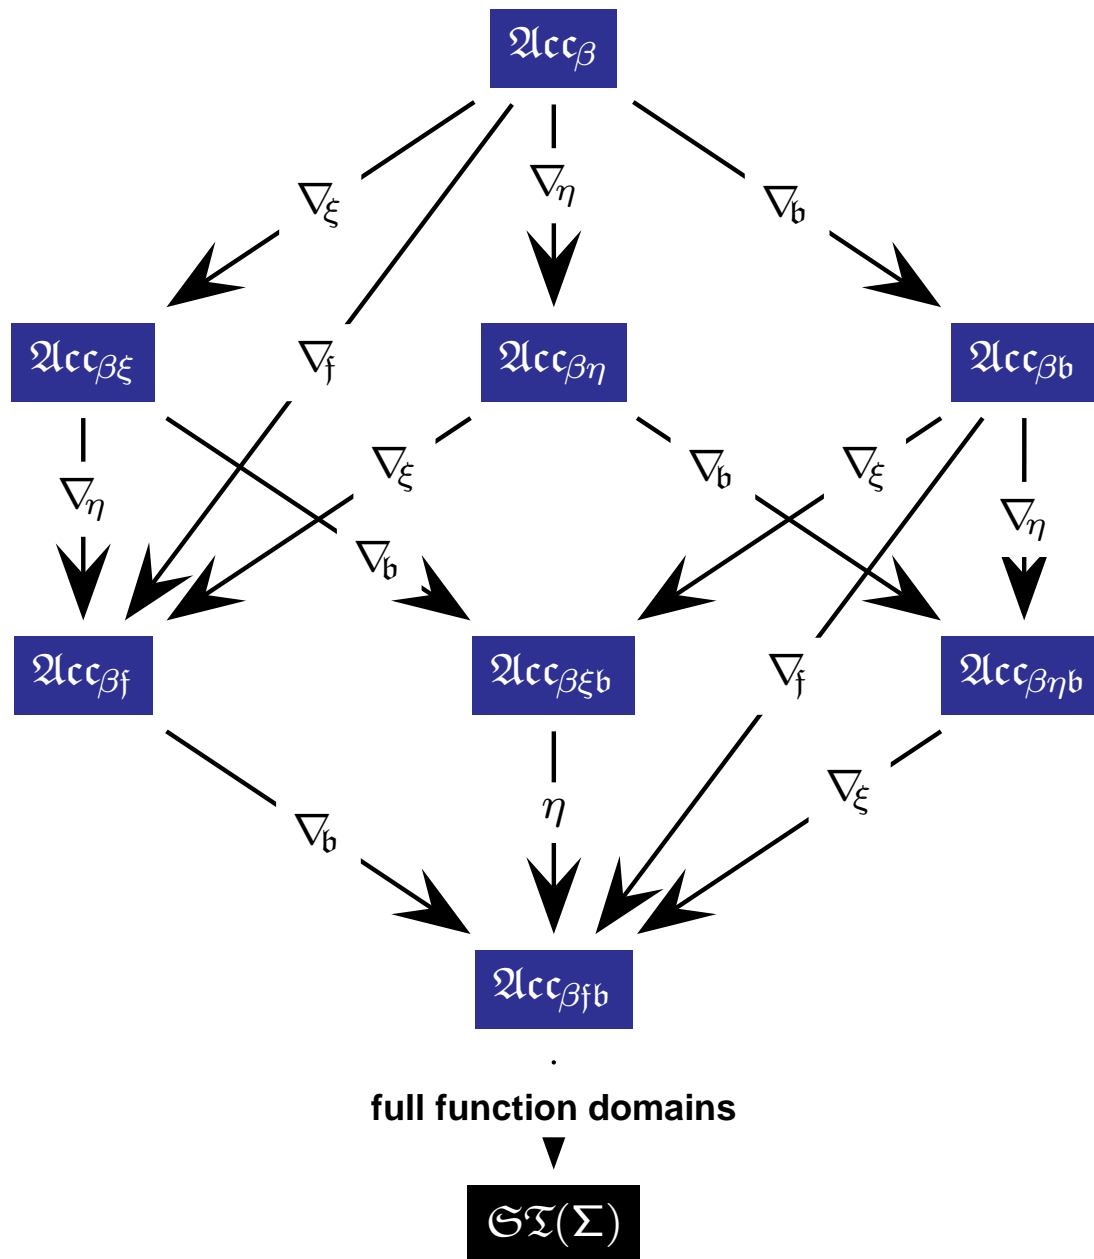 𝔄𝔠𝔠β
∇ξ ∇η ∇𝔟
∇𝔣
𝔄𝔠𝔠βξ 𝔄𝔠𝔠βη 𝔄𝔠𝔠β𝔟
∇η ∇𝔟 ∇ξ ∇𝔟 ∇ξ ∇η
𝔄𝔠𝔠β𝔣 𝔄𝔠𝔠βξ𝔟 𝔄𝔠𝔠βη𝔟
∇𝔟 η ∇𝔣 ∇ξ
𝔄𝔠𝔠β𝔣𝔟
full function domains
𝔖𝔗(Σ)